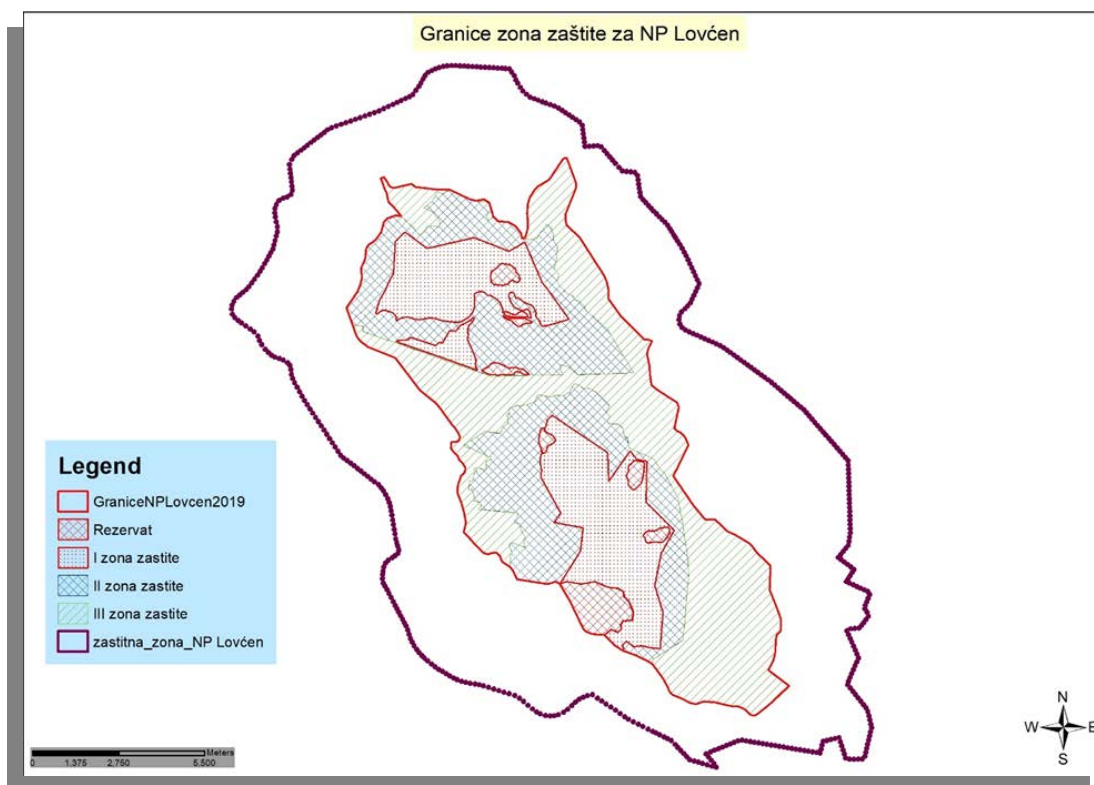 Granice zona zaštite za NP Lovćen
Legend
GraniceNPLovcen2019
Rezervat
I zona zastite
II zona zastite
III zona zastite
zastitna_zona_NP Lovćen
Meters
0 1.375 2.750 5.500
N
W E
S